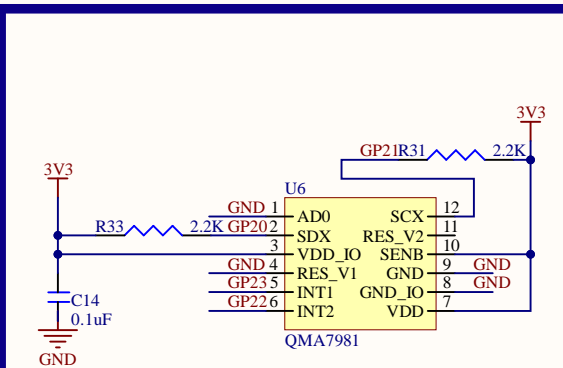 3V3
GP21 R31 2.2K
3V3
U6
GND 1 AD0 SCX 12
R33 2.2K GP20 2 SDX RES_V2 11
3 VDD_IO SENB 10
GND 4 RES_V1 GND 9 GND
GP23 5 INT1 GND_IO 8 GND
GP22 6 INT2 VDD 7
C14
0.1uF
QMA7981
GND